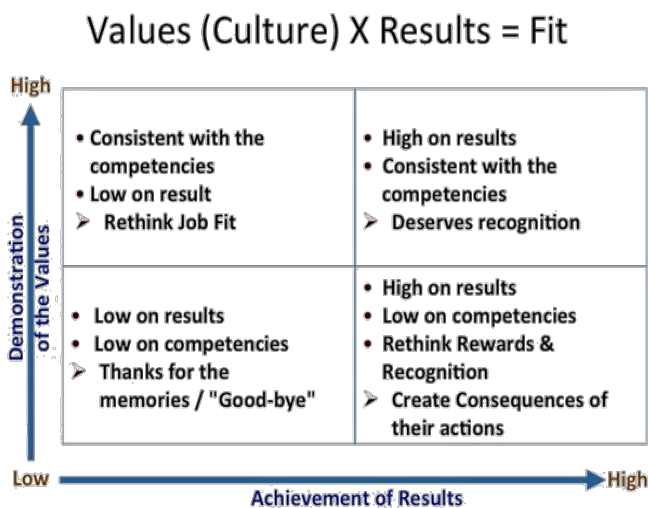 Values (Culture) X Results = Fit
High
• Consistent with the
competencies
• Low on result
➢ Rethink Job Fit
• High on results
• Consistent with the
competencies
➢ Deserves recognition
Demonstration
of the Values
• Low on results
• Low on competencies
➢ Thanks for the
memories / "Good-bye"
• High on results
• Low on competencies
• Rethink Rewards &
Recognition
➢ Create Consequences of
their actions
Low
High
Achievement of Results